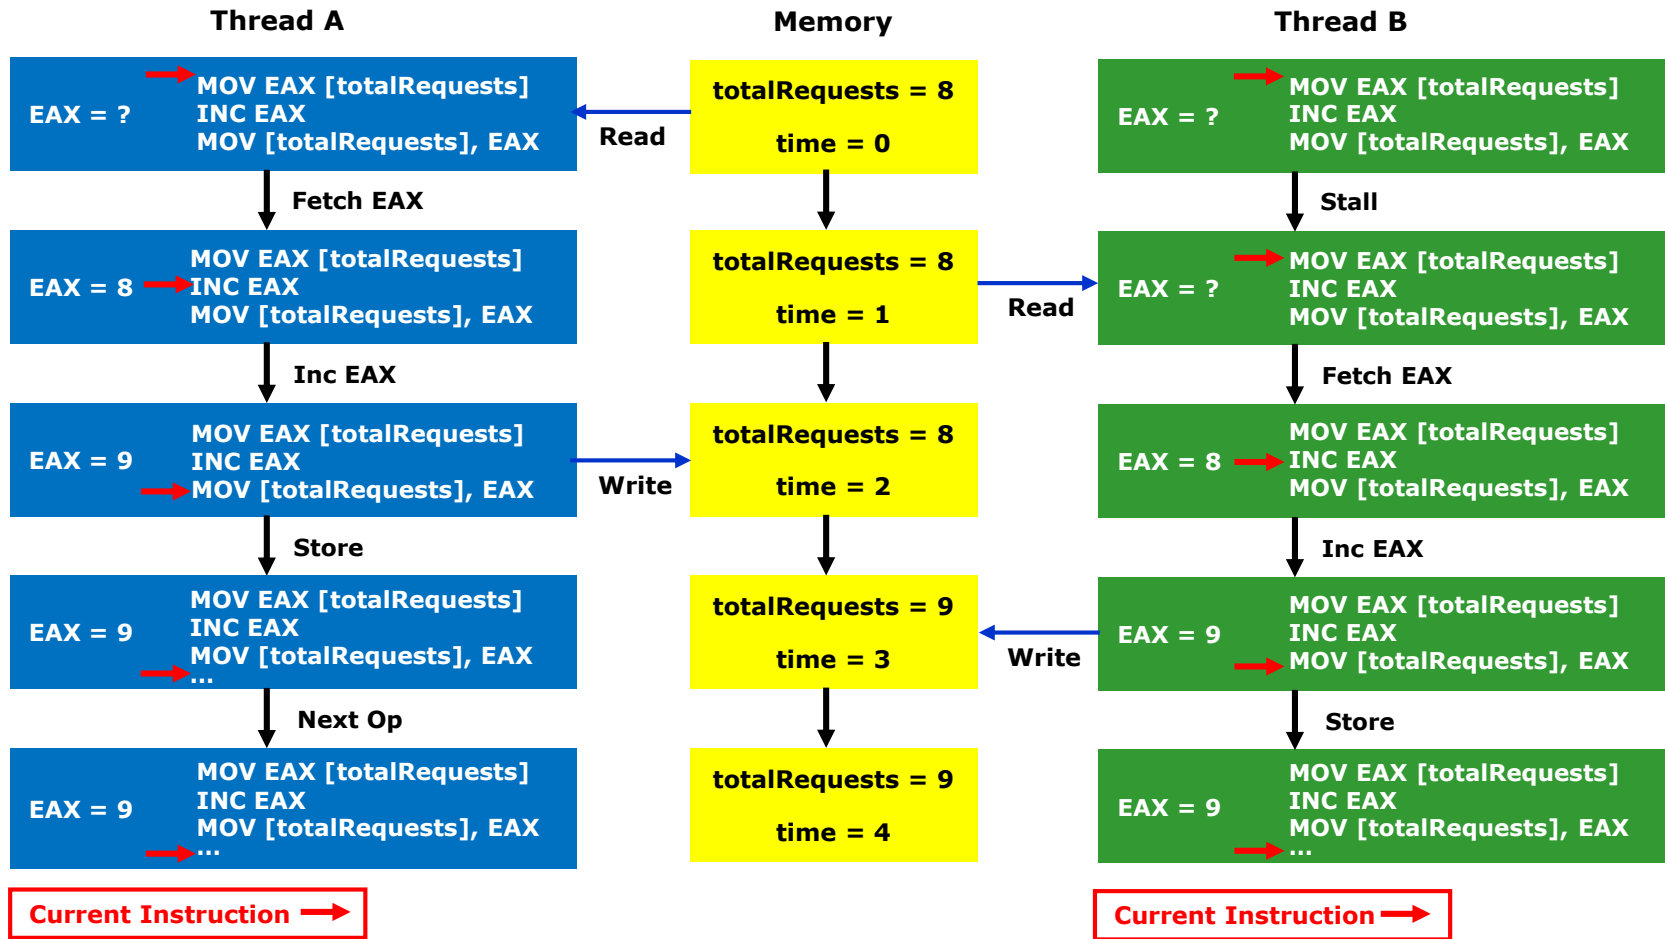 Thread A
Memory
Thread B
EAX = ?
MOV EAX [totalRequests]
INC EAX
MOV [totalRequests], EAX
Read
totalRequests = 8
time = 0
EAX = ?
MOV EAX [totalRequests]
INC EAX
MOV [totalRequests], EAX
Fetch EAX
Stall
EAX = 8
MOV EAX [totalRequests]
INC EAX
MOV [totalRequests], EAX
totalRequests = 8
time = 1
Read
EAX = ?
MOV EAX [totalRequests]
INC EAX
MOV [totalRequests], EAX
Inc EAX
Fetch EAX
EAX = 9
MOV EAX [totalRequests]
INC EAX
MOV [totalRequests], EAX
Write
totalRequests = 8
time = 2
EAX = 8
MOV EAX [totalRequests]
INC EAX
MOV [totalRequests], EAX
Store
Inc EAX
EAX = 9
MOV EAX [totalRequests]
INC EAX
MOV [totalRequests], EAX
...
totalRequests = 9
time = 3
Write
EAX = 9
MOV EAX [totalRequests]
INC EAX
MOV [totalRequests], EAX
Next Op
Store
EAX = 9
MOV EAX [totalRequests]
INC EAX
MOV [totalRequests], EAX
...
totalRequests = 9
time = 4
EAX = 9
MOV EAX [totalRequests]
INC EAX
MOV [totalRequests], EAX
...
Current Instruction
Current Instruction